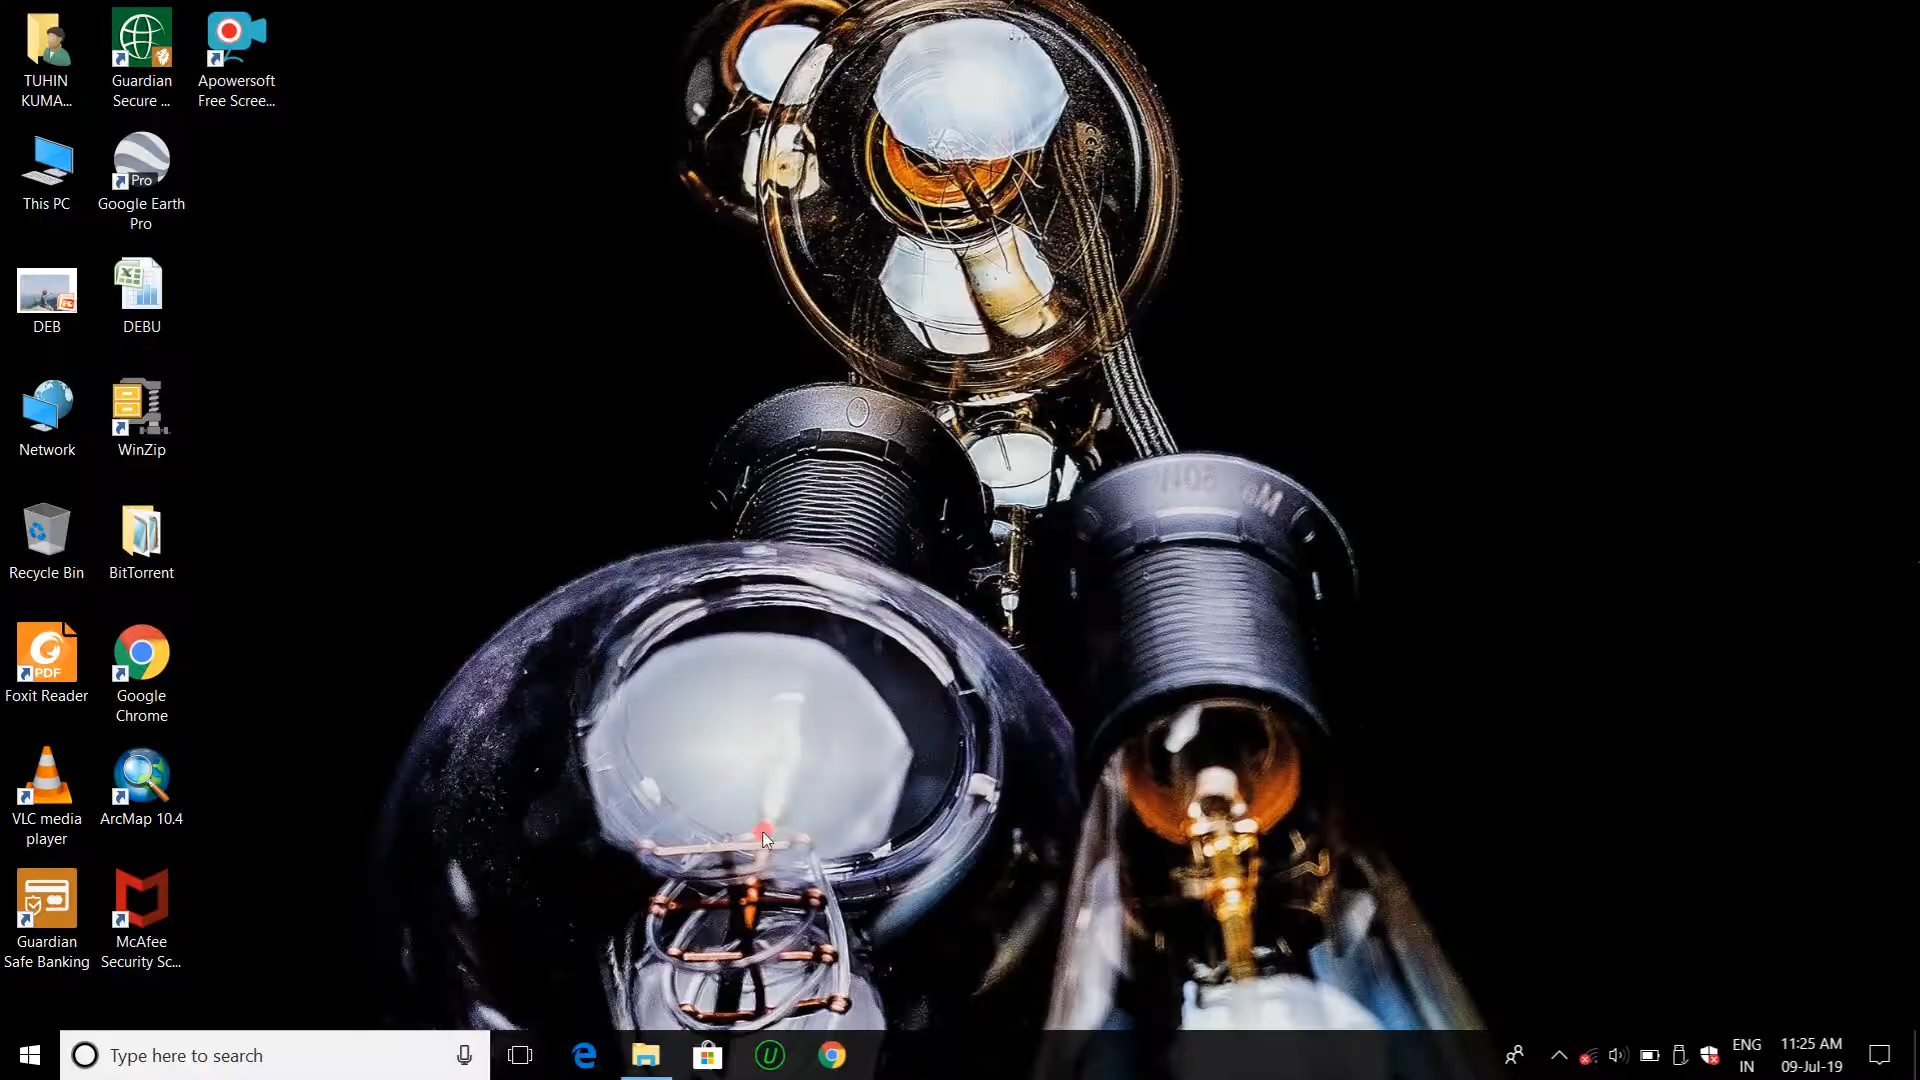 TUHIN
KUMA...
Guardian
Secure ...
Apowersoft
Free Scree...
This PC
Pro
Google Earth
Pro
DEB
DEBU
Network
WinZip
Recycle Bin
BitTorrent
PDF
Foxit Reader
Google
Chrome
VLC media
player
ArcMap 10.4
Guardian
Safe Banking
McAfee
Security Sc...
Type here to search
ENG
IN
11:25 AM
09-Jul-19